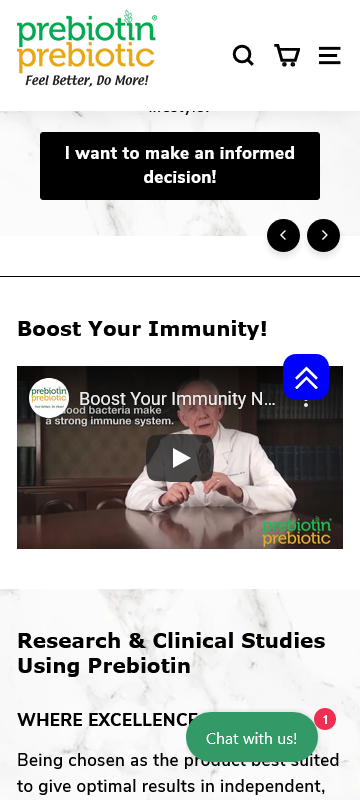 prebiotin®
prebiotic
Feel Better, Do More!
lifestyle.
I want to make an informed
decision!
Boost Your Immunity!
prebiotin
prebiotic
Boost Your Immunity N...
ood bacteria make
a strong immune system.
prebiotin
prebiotic
Research & Clinical Studies
Using Prebiotin
WHERE EXCELLENCE
Chat with us!
1
Being chosen as the product best suited
to give optimal results in independent,